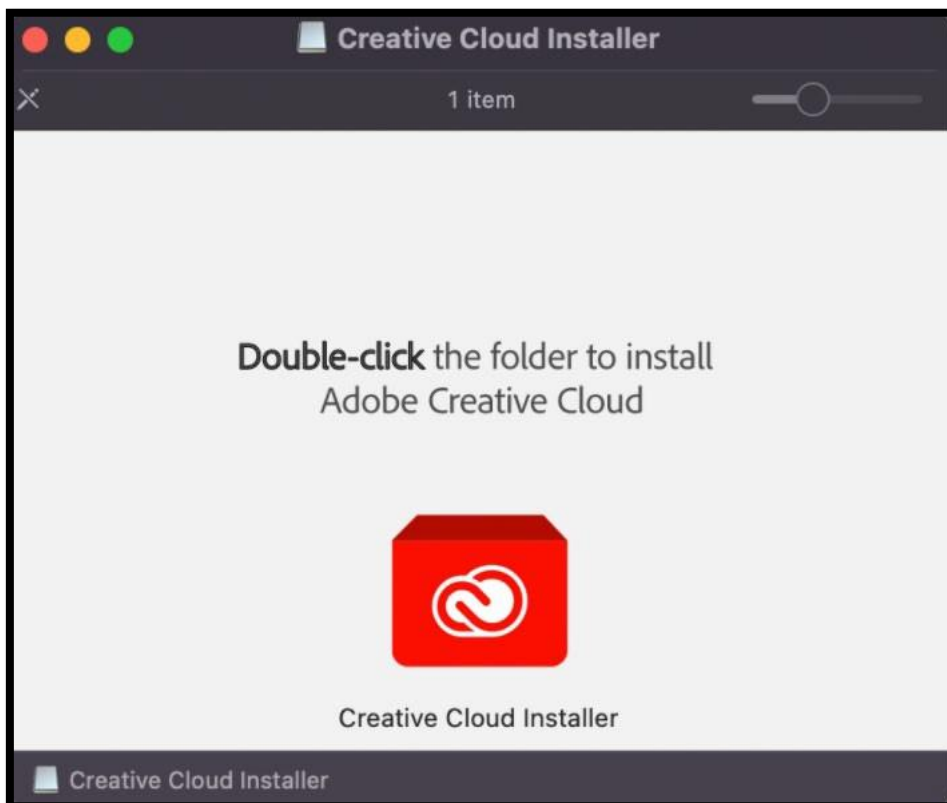 Creative Cloud Installer
1 item
Double-click the folder to install
Adobe Creative Cloud
Creative Cloud Installer
Creative Cloud Installer